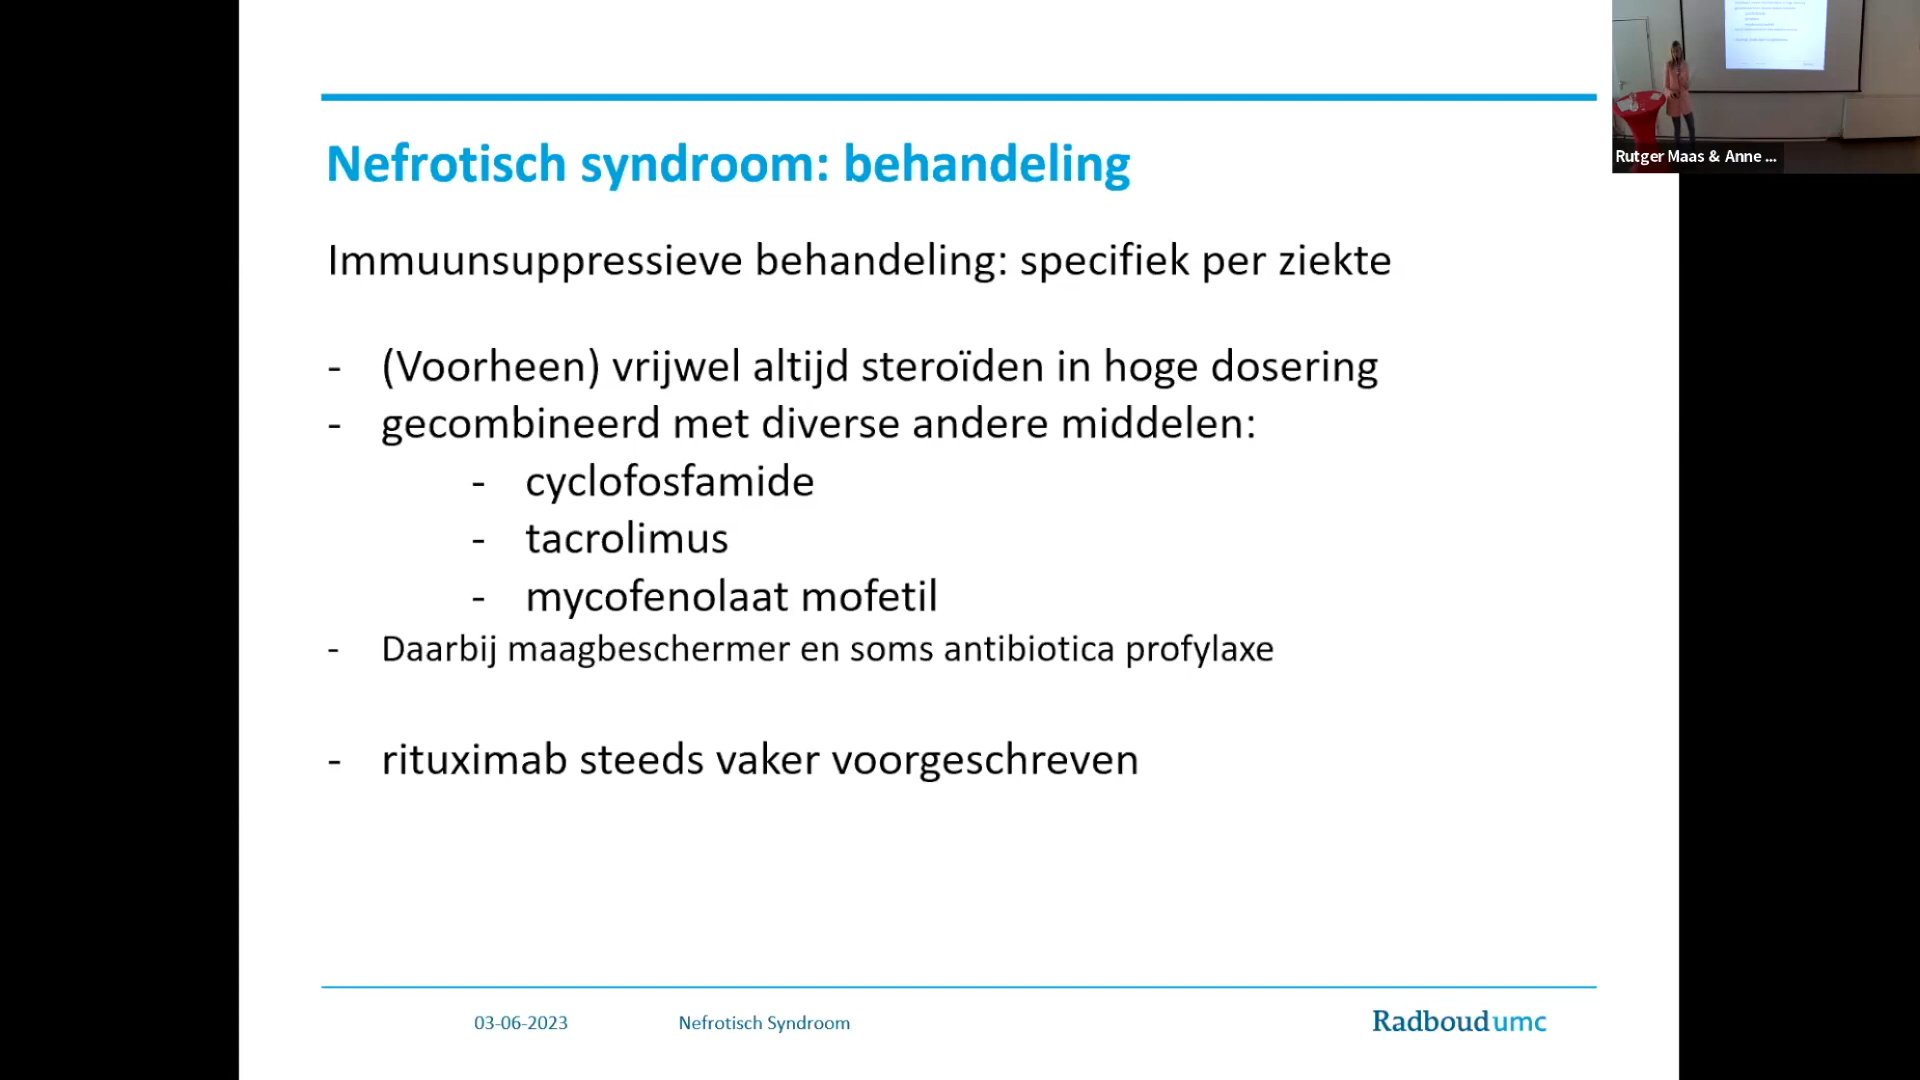 Nefrotisch syndroom: behandeling
Immuunsuppressieve behandeling: specifiek per ziekte
- (Voorheen) vrijwel altijd steroïden in hoge dosering
- gecombineerd met diverse andere middelen:
- cyclofosfamide
- tacrolimus
- mycofenolaat mofetil
- Daarbij maagbeschermer en soms antibiotica profylaxe
- rituximab steeds vaker voorgeschreven
03-06-2023 Nefrotisch Syndroom Radboudumc
Rutger Maas & Anne ...